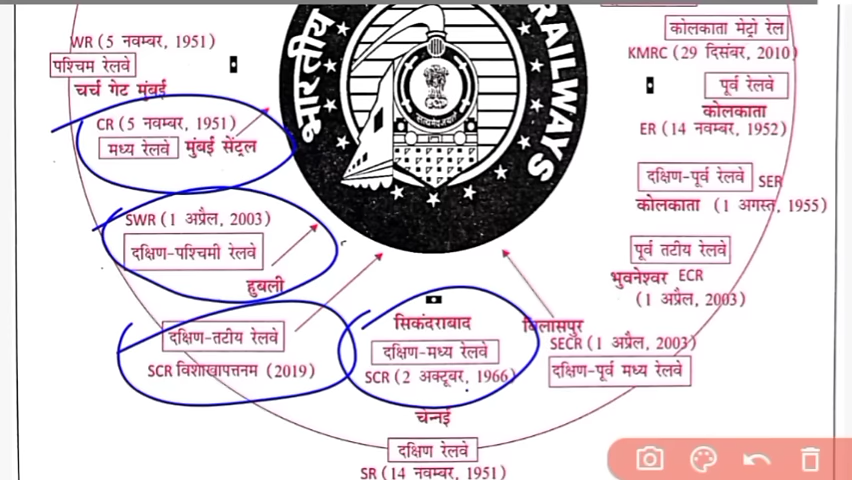 WR (5 नवम्बर, 1951)
पश्चिम रेलवे
चर्च गेट मुंबई
CR (5 नवम्बर, 1951)
मध्य रेलवे मुंबई सेंट्रल
SWR (1 अप्रैल, 2003)
दक्षिण-पश्चिमी रेलवे
हुबली
दक्षिण-तटीय रेलवे
SCR विशाखापत्तनम (2019)
सिकंदराबाद
दक्षिण-मध्य रेलवे
SCR (2 अक्टूबर, 1966)
चेन्नई
दक्षिण रेलवे
SR (14 नवम्बर, 1951)
बिलासपुर
SECR (1 अप्रैल, 2003)
दक्षिण-पूर्व मध्य रेलवे
भारतीय
RAILWAYS
सत्यमेव जयते
कोलकाता मेट्रो रेल
KMRC (29 दिसंबर, 2010)
पूर्व रेलवे
कोलकाता
ER (14 नवम्बर, 1952)
दक्षिण-पूर्व रेलवे SER
कोलकाता (1 अगस्त, 1955)
पूर्व तटीय रेलवे
भुवनेश्वर ECR
(1 अप्रैल, 2003)